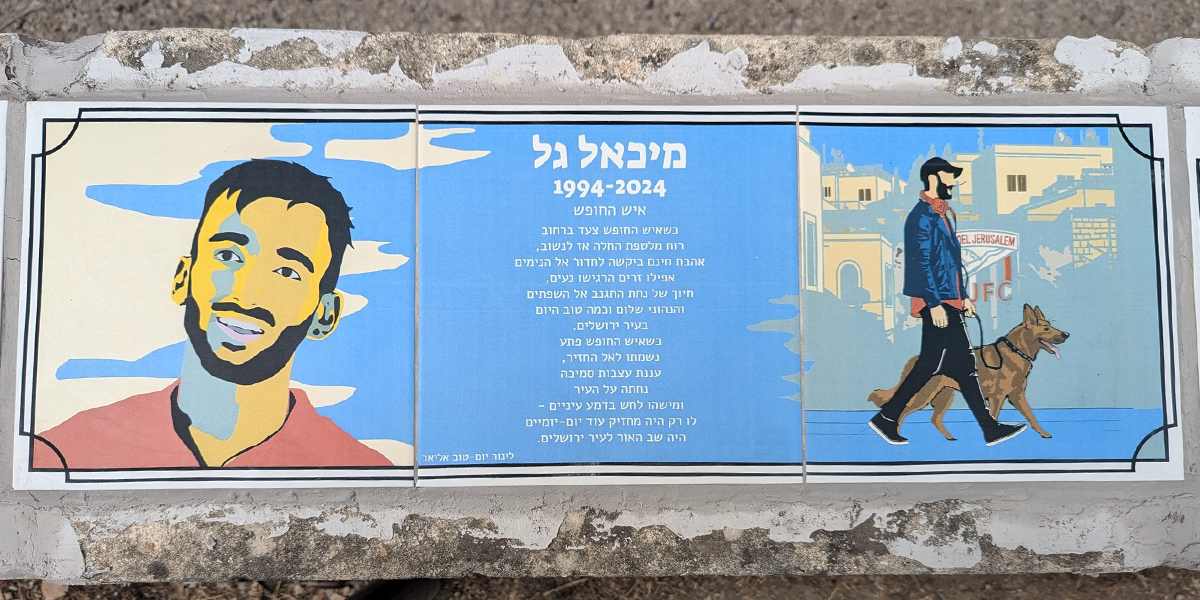 מיכאל גל
1994-2024
איש החופש
כשאיש החופש צעד ברחוב
רוח מלטפת החלה אז לנשוב,
אהבת חינם ביקשה לחדור אל הנימים
אפילו זרים הרגישו נעים,
חיוך של נחת התגנב אל השפתיים
והנהוני שלום וכמה טוב היום
בעיר ירושלים.
כשאיש החופש פתע
נשמתו לאל החזיר,
עננת עצבות סמיכה
נחתה על העיר
ומישהו לחש בדמע עיניים -
לו רק היה מחזיק עוד יום-יומיים
היה שב האור לעיר ירושלים.
לינור יום-טוב אליאב
JERUSALEM
UFC